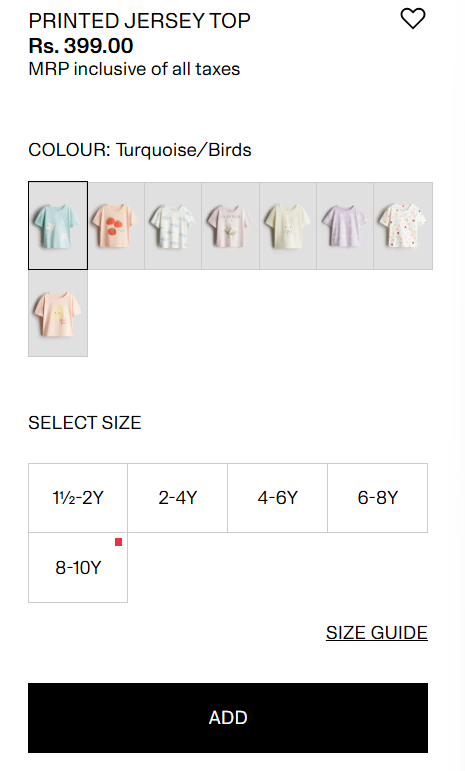 PRINTED JERSEY TOP
Rs. 399.00
MRP inclusive of all taxes
COLOUR: Turquoise/Birds
SELECT SIZE
1½-2Y
2-4Y
4-6Y
6-8Y
8-10Y
SIZE GUIDE
ADD